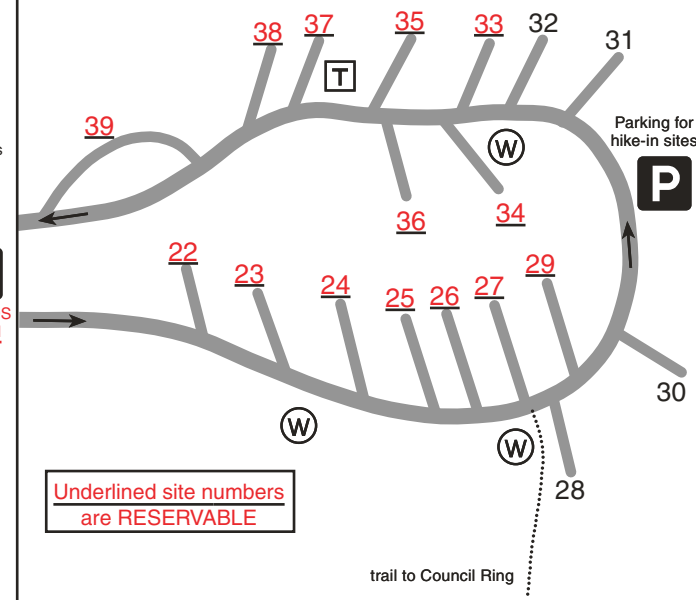 38
37
35
33
32
31
T
39
Parking for
hike-in sites
W
P
36
34
22
23
24
25
26
27
29
S
30
W
W
28
Underlined site numbers
are RESERVABLE
trail to Council Ring